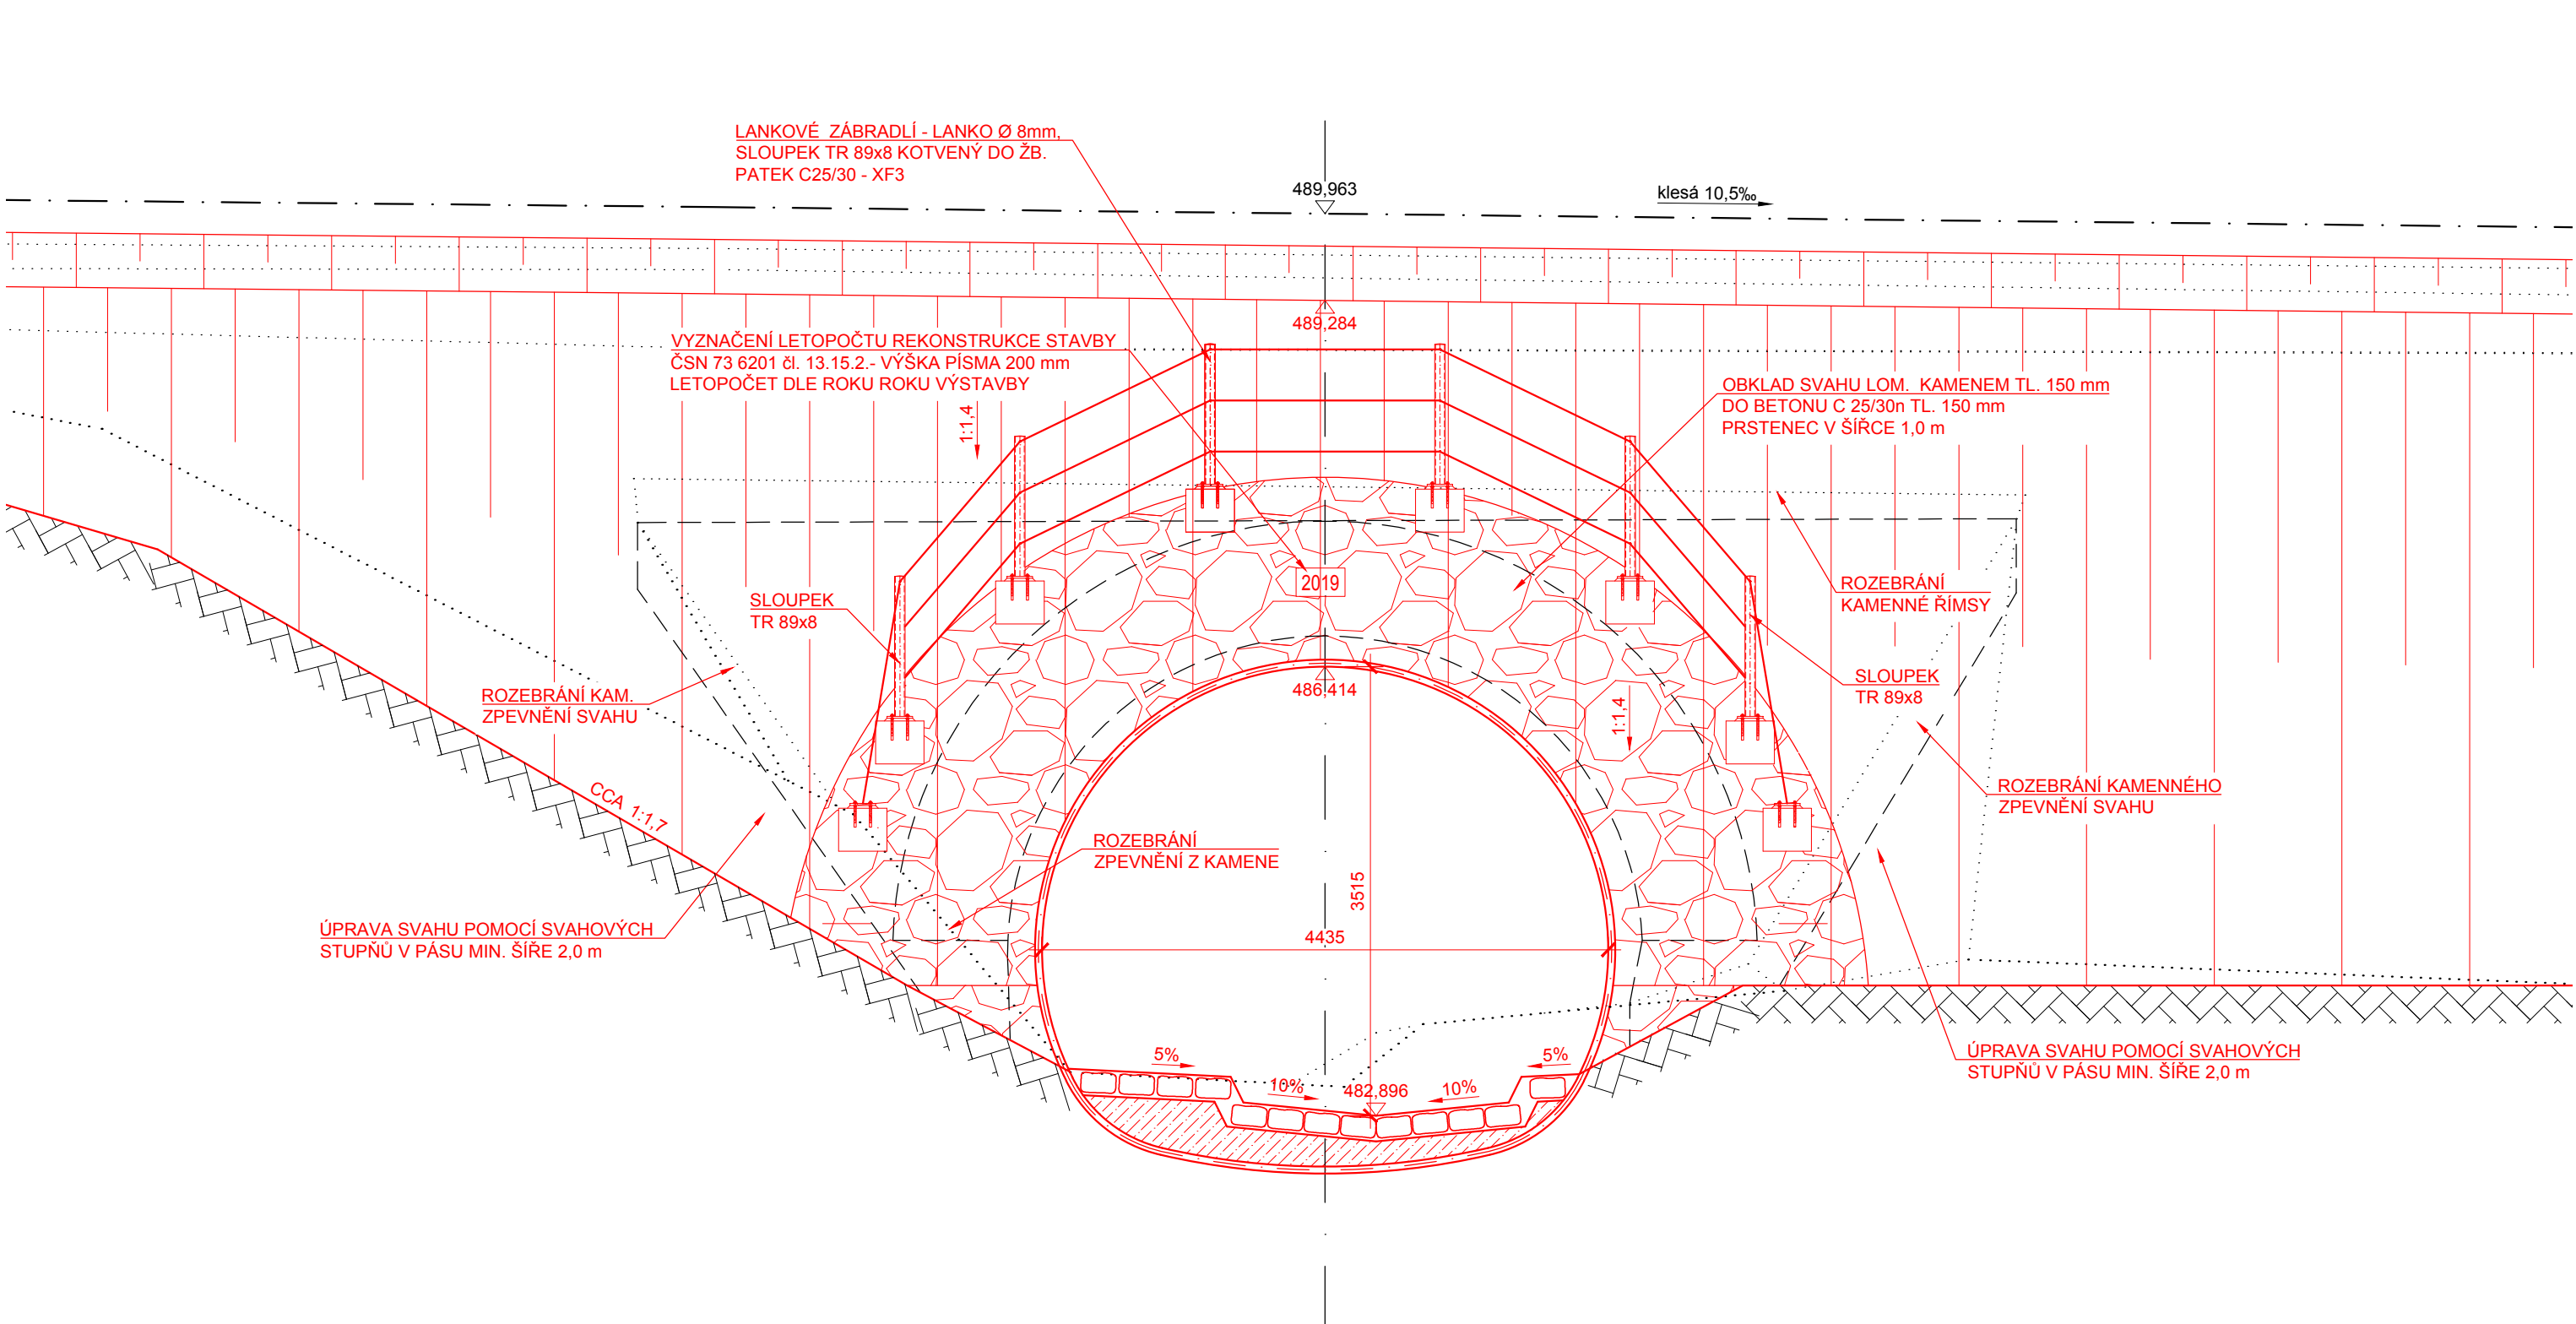 LANKOVÉ ZÁBRADLÍ - LANKO Ø 8mm,
SLOUPEK TR 89x8 KOTVENÝ DO ŽB.
PATEK C25/30 - XF3
489,963
klesá 10,5‰
489,284
VYZNAČENÍ LETOPOČTU REKONSTRUKCE STAVBY
ČSN 73 6201 čl. 13.15.2.- VÝŠKA PÍSMA 200 mm
LETOPOČET DLE ROKU ROKU VÝSTAVBY
1:1,4
OBKLAD SVAHU LOM. KAMENEM TL. 150 mm
DO BETONU C 25/30n TL. 150 mm
PRSTENEC V ŠÍŘCE 1,0 m
2019
ROZEBRÁNÍ
KAMENNÉ ŘÍMSY
SLOUPEK
TR 89x8
SLOUPEK
TR 89x8
486,414
1:1,4
ROZEBRÁNÍ KAM.
ZPEVNĚNÍ SVAHU
CCA 1:1,7
ROZEBRÁNÍ KAMENNÉHO
ZPEVNĚNÍ SVAHU
ROZEBRÁNÍ
ZPEVNĚNÍ Z KAMENE
3515
4435
ÚPRAVA SVAHU POMOCÍ SVAHOVÝCH
STUPŇŮ V PÁSU MIN. ŠÍŘE 2,0 m
5%
10%
482,896
10%
5%
ÚPRAVA SVAHU POMOCÍ SVAHOVÝCH
STUPŇŮ V PÁSU MIN. ŠÍŘE 2,0 m